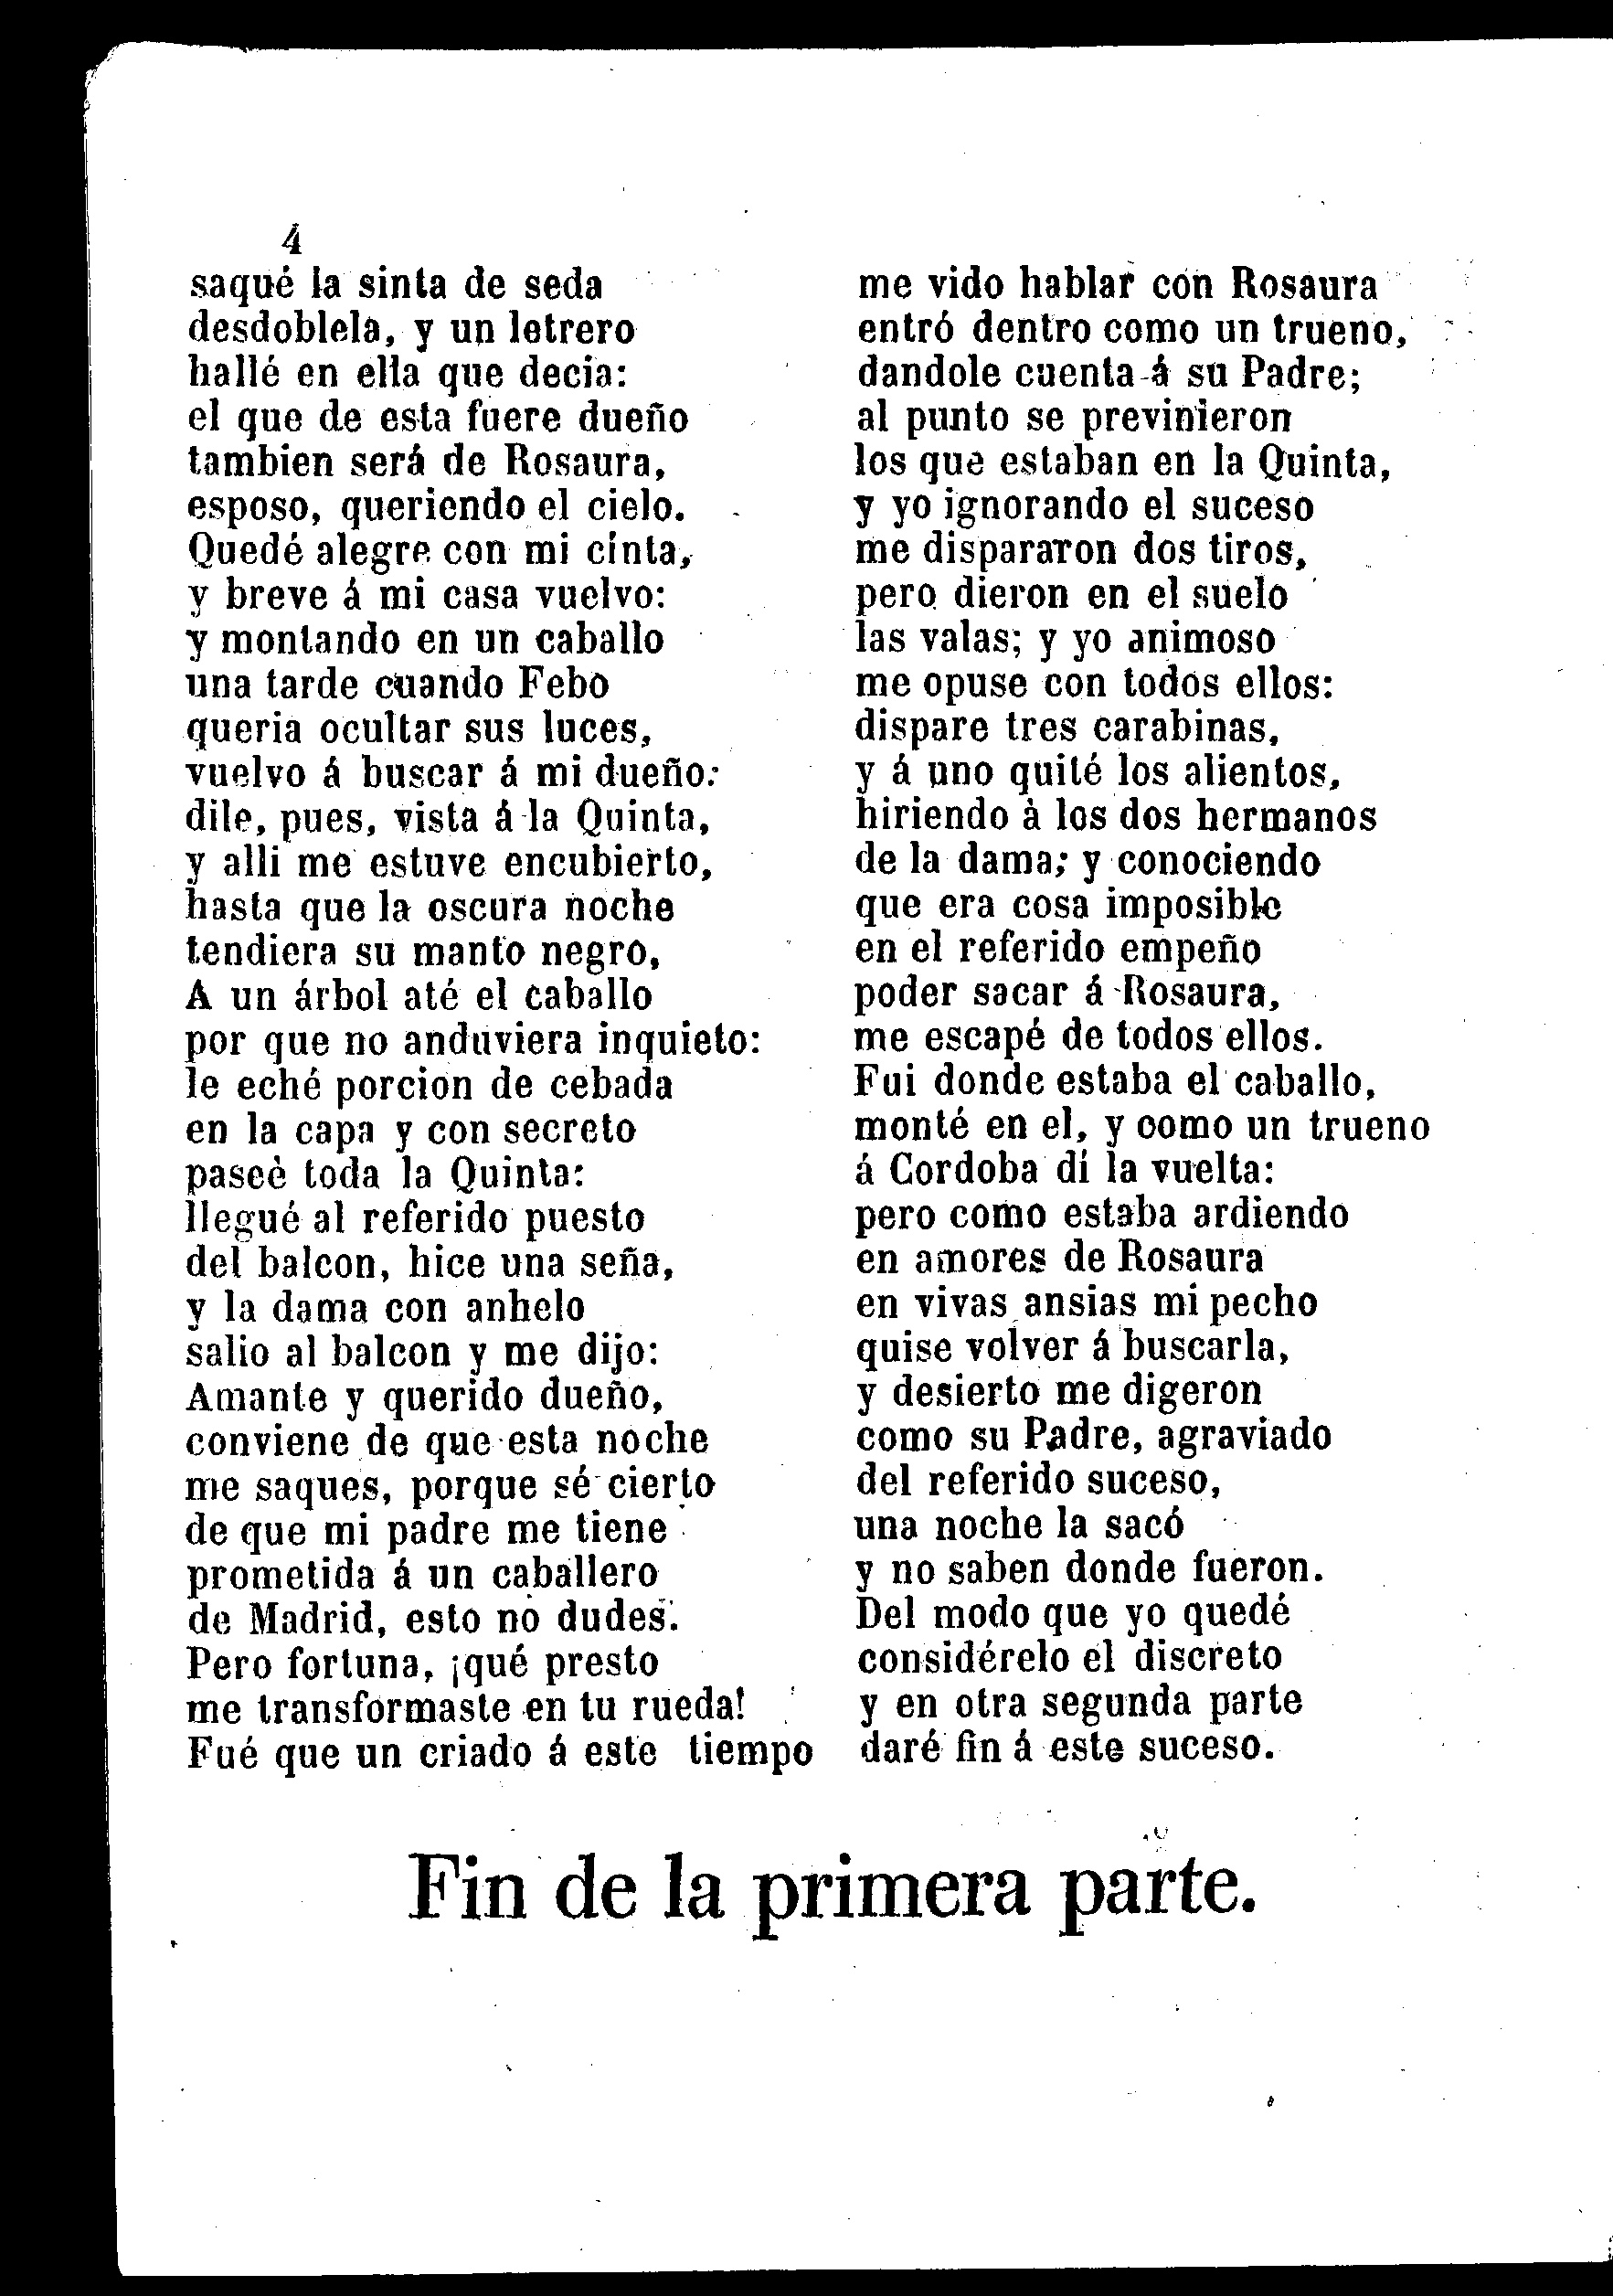 4
saqué la sinta de seda
desdoblela, y un letrero
hallé en ella que decia:
el que de esta fuere dueño
tambien será de Rosaura,
esposo, queriendo el cielo.
Quedé alegre con mi cinta,
y breve á mi casa vuelvo:
y montando en un caballo
una tarde cuando Febo
queria ocultar sus luces,
vuelvo á buscar á mi dueño:
dile, pues, vista á la Quinta,
y alli me estuve encubierto,
hasta que la oscura noche
tendiera su manto negro,
A un árbol até el caballo
por que no anduviera inquieto:
le eché porcion de cebada
en la capa y con secreto
paseè toda la Quinta:
llegué al referido puesto
del balcon, hice una seña,
y la dama con anhelo
salio al balcon y me dijo:
Amante y querido dueño,
conviene de que esta noche
me saques, porque sé cierto
de que mi padre me tiene
prometida á un caballero
de Madrid, esto no dudes.
Pero fortuna, ¡qué presto
me transformaste en tu rueda!
Fué que un criado á este tiempo
me vido hablar con Rosaura
entró dentro como un trueno,
dandole cuenta á su Padre;
al punto se previnieron
los que estaban en la Quinta,
y yo ignorando el suceso
me dispararon dos tiros,
pero dieron en el suelo
las valas; y yo animoso
me opuse con todos ellos:
dispare tres carabinas,
y á uno quité los alientos,
hiriendo à los dos hermanos
de la dama; y conociendo
que era cosa imposible
en el referido empeño
poder sacar á Rosaura,
me escapé de todos ellos.
Fui donde estaba el caballo,
monté en el, y como un trueno
á Cordoba dí la vuelta:
pero como estaba ardiendo
en amores de Rosaura
en vivas ansias mi pecho
quise volver á buscarla,
y desierto me digeron
como su Padre, agraviado
del referido suceso,
una noche la sacó
y no saben donde fueron.
Del modo que yo quedé
considérelo el discreto
y en otra segunda parte
daré fin á este suceso.
Fin de la primera parte.